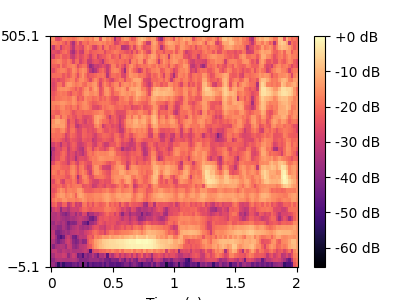 Mel Spectrogram
505.1
−5.1
0
0.5
1
1.5
2
+0 dB
-10 dB
-20 dB
-30 dB
-40 dB
-50 dB
-60 dB